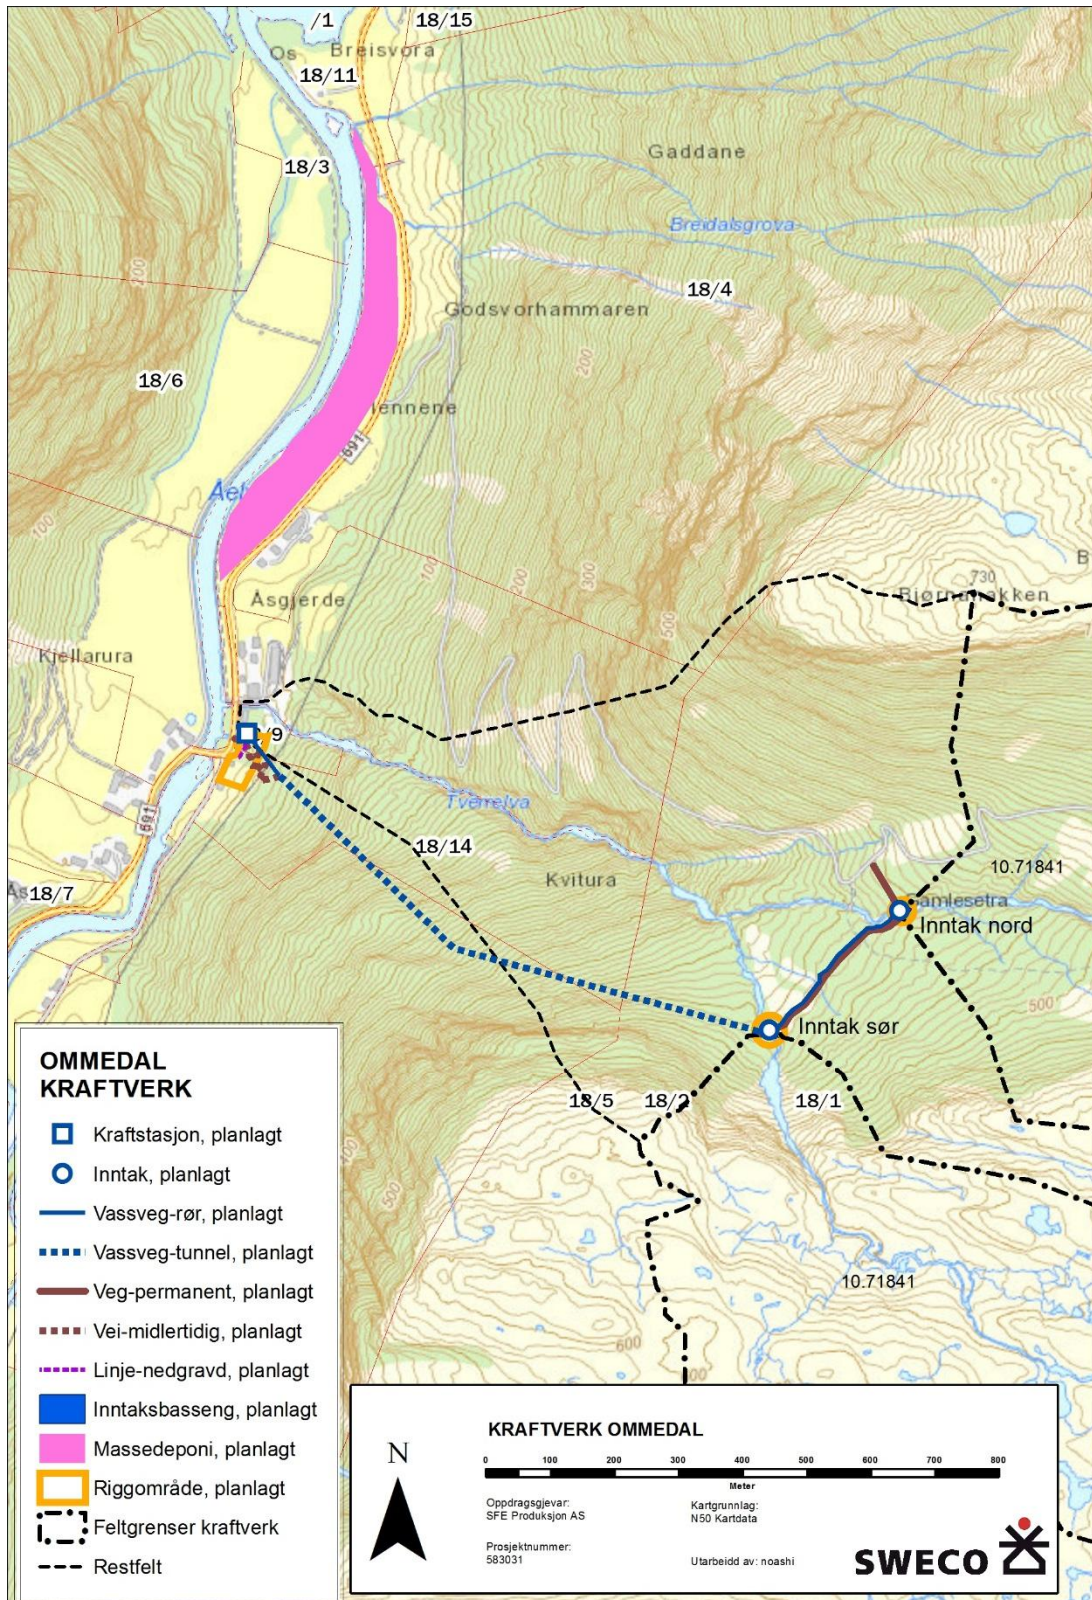 /1
18/15
Os
Breisvora
18/11
Gaddane
18/3
Breidalsgrova
18/4
100
Godsvorhammaren
200
18/6
691
100
100
200
300
Åsgjerde
730
500
Kjellarura
/9
Tverrelva
691
18/14
10.71841
Kvitura
18/7
Inntak nord
500
Inntak sør
18/5
18/2
18/1
500
10.71841
600
OMMEDAL
KRAFTVERK
Kraftstasjon, planlagt
Inntak, planlagt
Vassveg-rør, planlagt
Vassveg-tunnel, planlagt
Veg-permanent, planlagt
Vei-midlertidig, planlagt
Linje-nedgravd, planlagt
Inntaksbasseng, planlagt
Massedeponi, planlagt
Riggområde, planlagt
Feltgrenser kraftverk
Restfelt
KRAFTVERK OMMEDAL
N
0 100 200 300 400 500 600 700 800
Meter
Oppdragsgjevar:
SFE Produksjon AS
Kartgrunnlag:
N50 Kartdata
Prosjektnummer:
583031
Utarbeidd av: noashi
SWECO